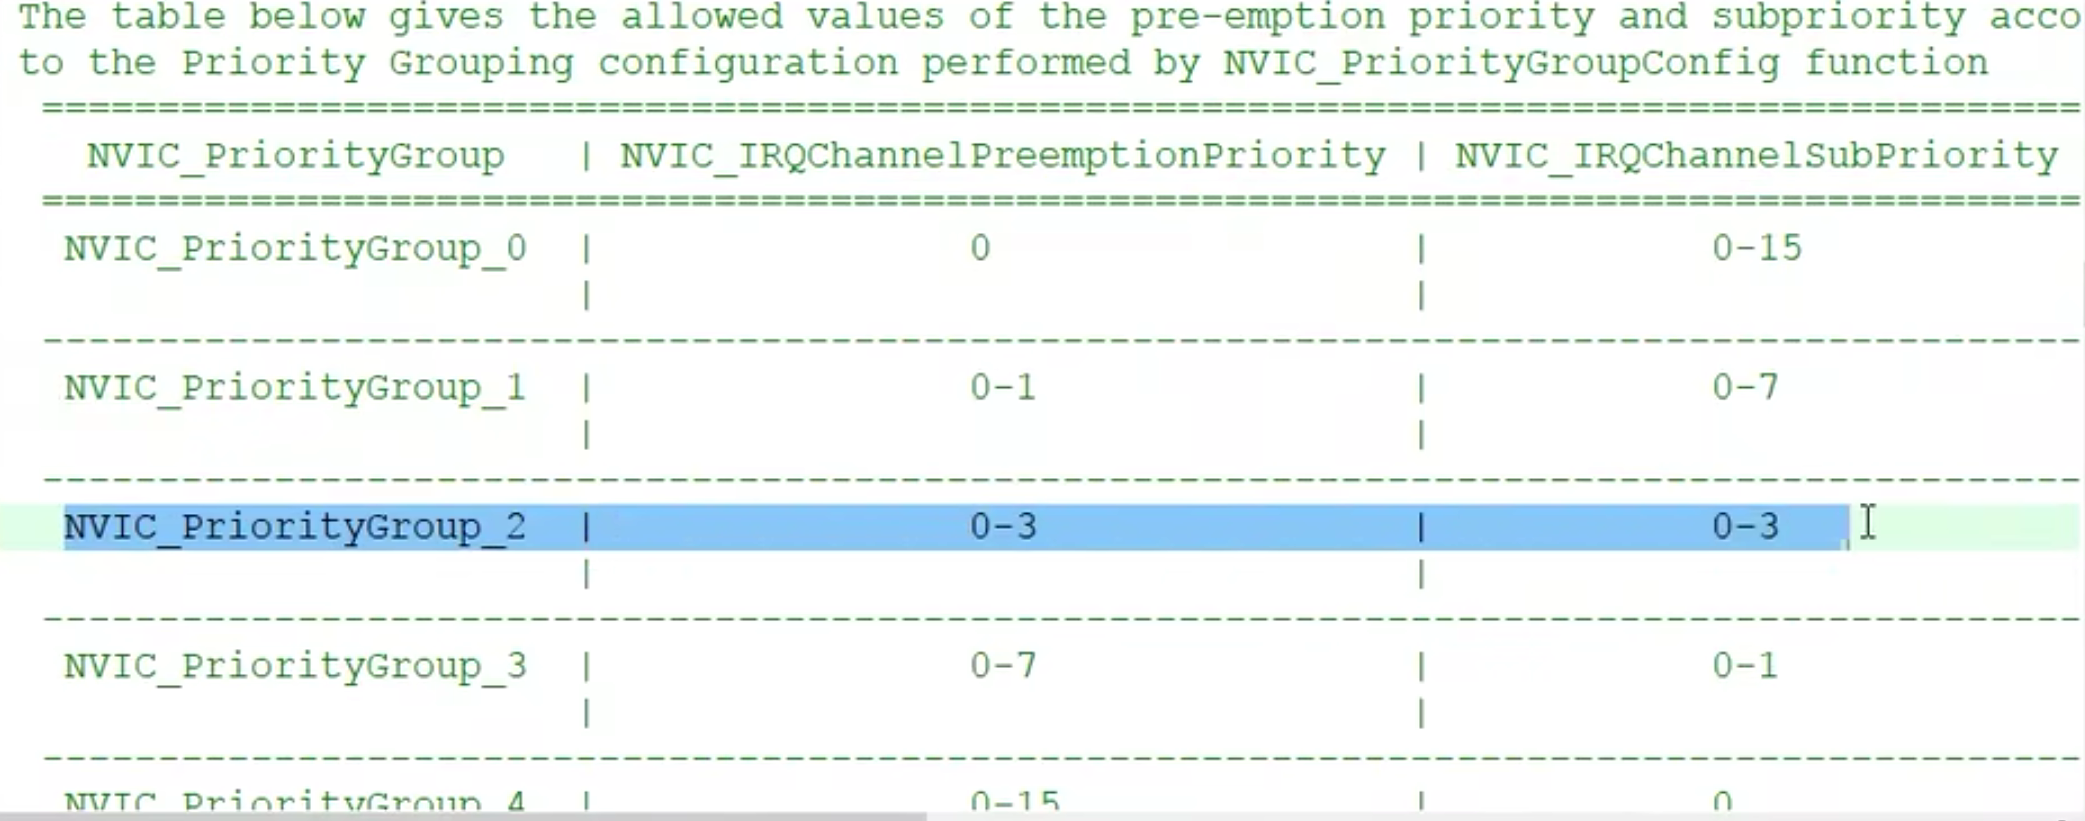 The table below gives the allowed values of the pre-emption priority and subpriority acco
to the Priority Grouping configuration performed by NVIC_PriorityGroupConfig function
========================================================================================
NVIC_PriorityGroup | NVIC_IRQChannelPreemptionPriority | NVIC_IRQChannelSubPriority
========================================================================================
NVIC_PriorityGroup_0 | 0 | 0-15
| |
----------------------------------------------------------------------------------------
NVIC_PriorityGroup_1 | 0-1 | 0-7
| |
----------------------------------------------------------------------------------------
NVIC_PriorityGroup_2 | 0-3 | 0-3
| |
----------------------------------------------------------------------------------------
NVIC_PriorityGroup_3 | 0-7 | 0-1
| |
----------------------------------------------------------------------------------------
NVIC_PriorityGroup_4 | 0-15 | 0